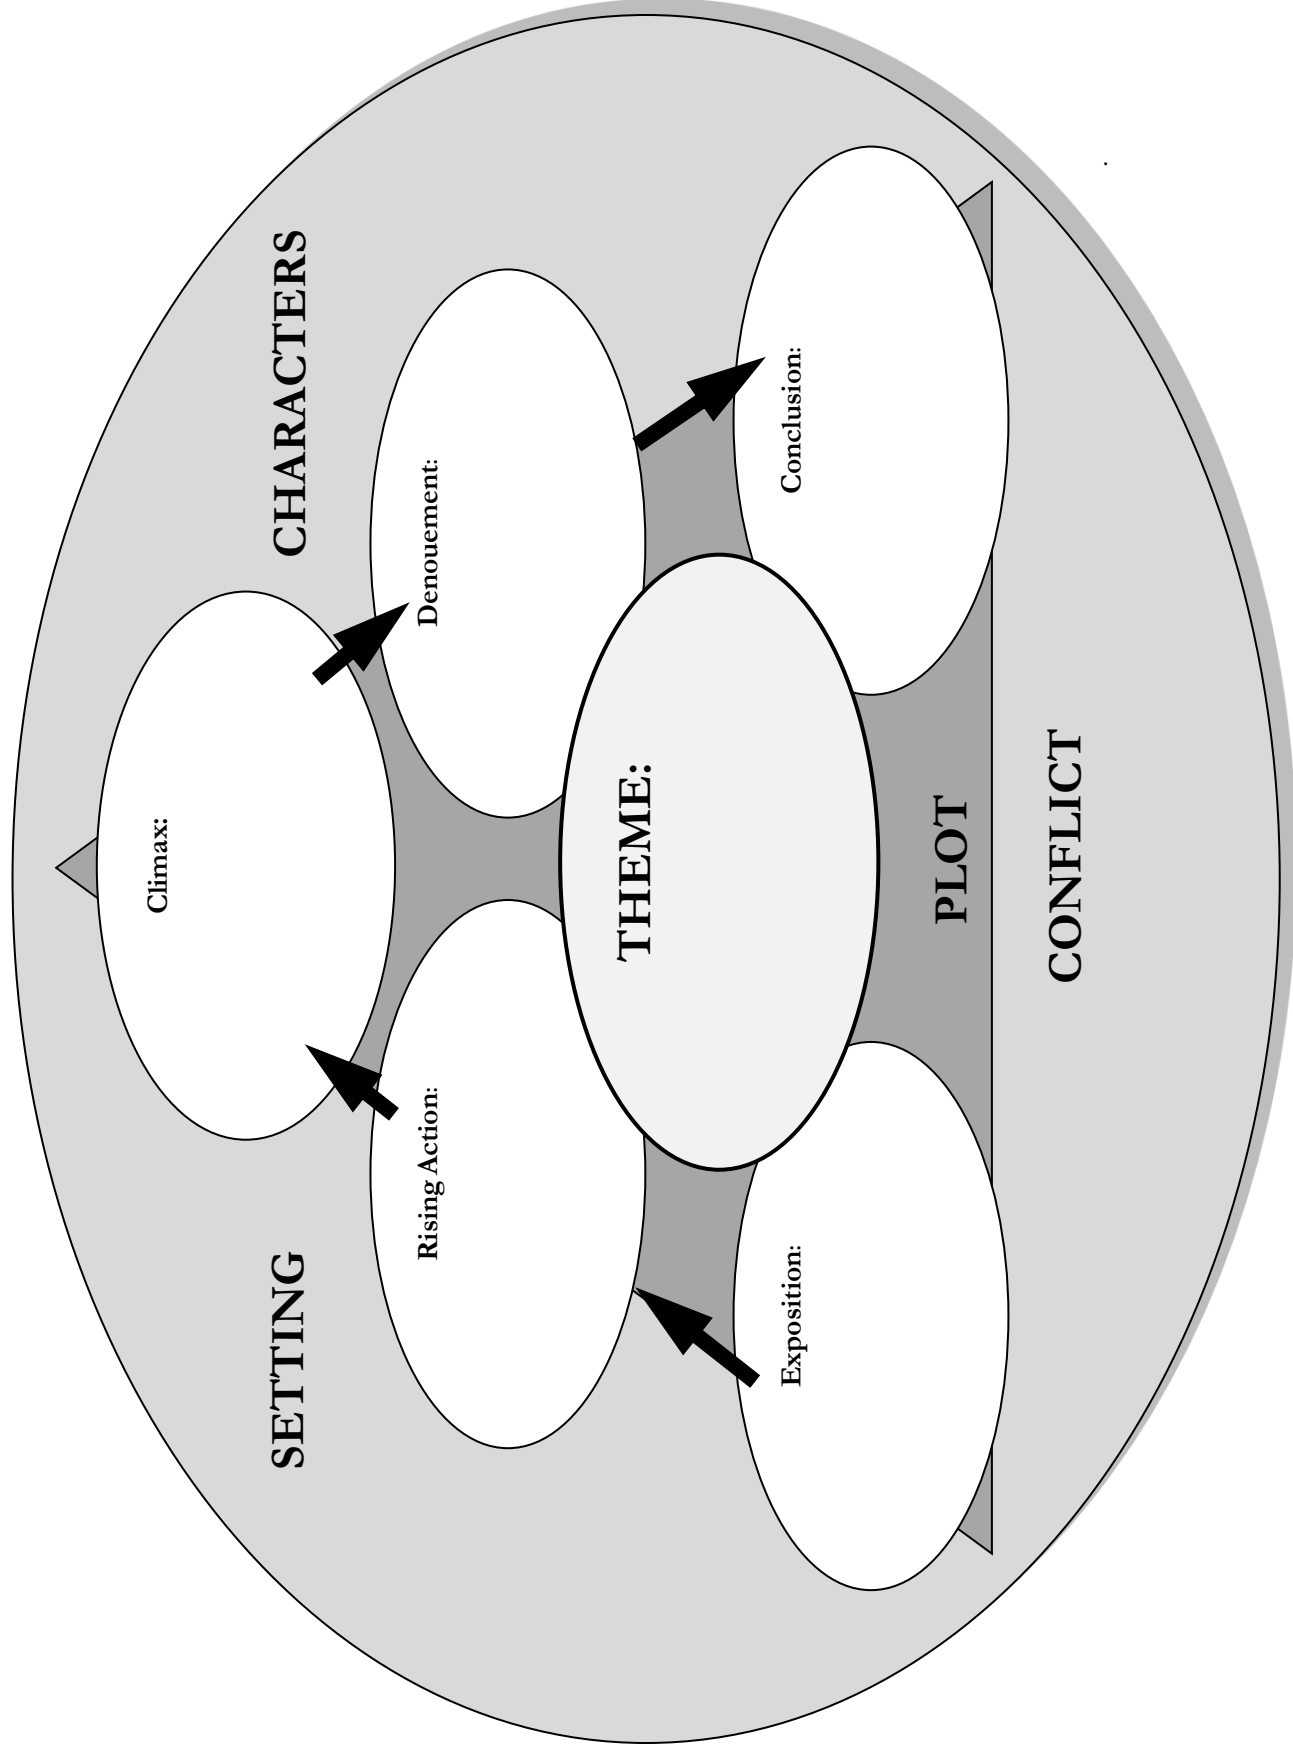 Climax:
SETTING
CHARACTERS
Rising Action:
Denouement:
THEME:
Exposition:
Conclusion:
PLOT
CONFLICT